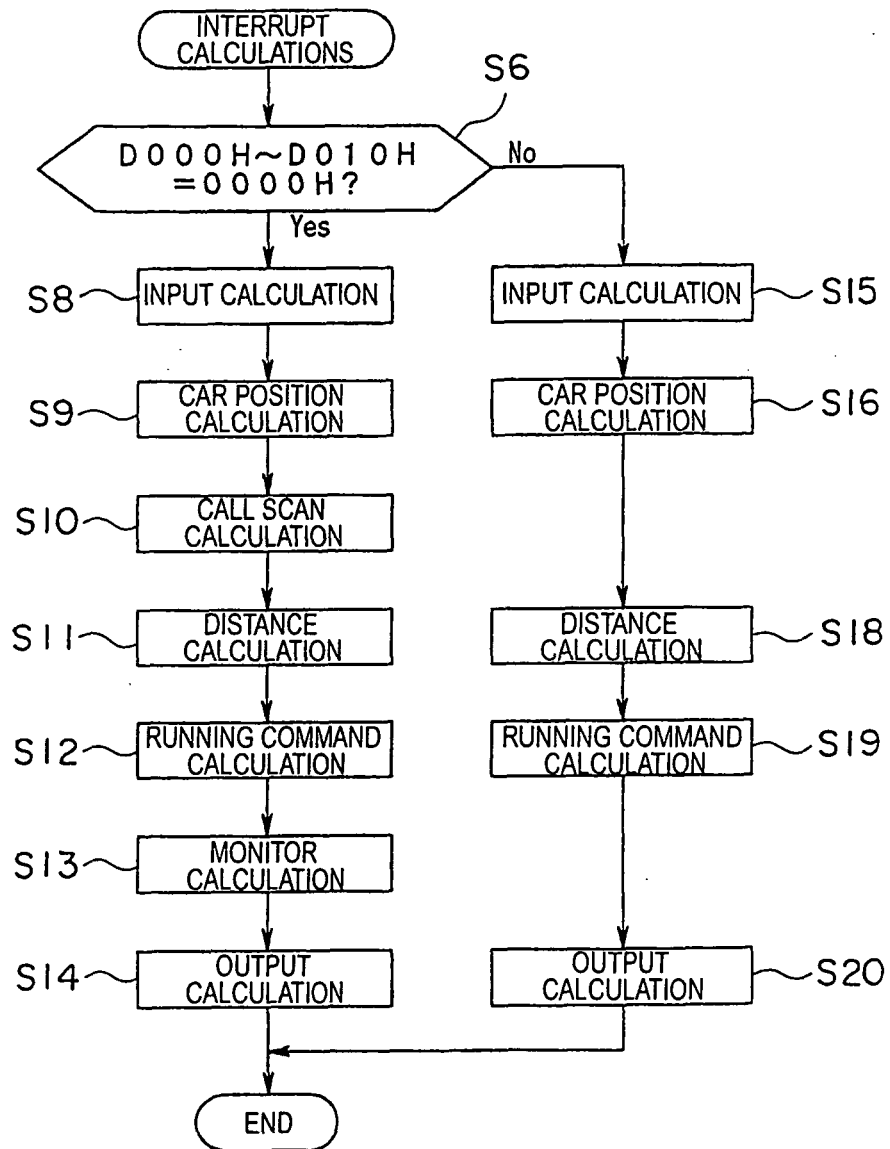 INTERRUPT
CALCULATIONS
S6
D000H~D010H
=0000H?
No
Yes
S8
INPUT CALCULATION
INPUT CALCULATION
S15
S9
CAR POSITION
CALCULATION
CAR POSITION
CALCULATION
S16
S10
CALL SCAN
CALCULATION
S11
DISTANCE
CALCULATION
DISTANCE
CALCULATION
S18
S12
RUNNING COMMAND
CALCULATION
RUNNING COMMAND
CALCULATION
S19
S13
MONITOR
CALCULATION
S14
OUTPUT
CALCULATION
OUTPUT
CALCULATION
S20
END